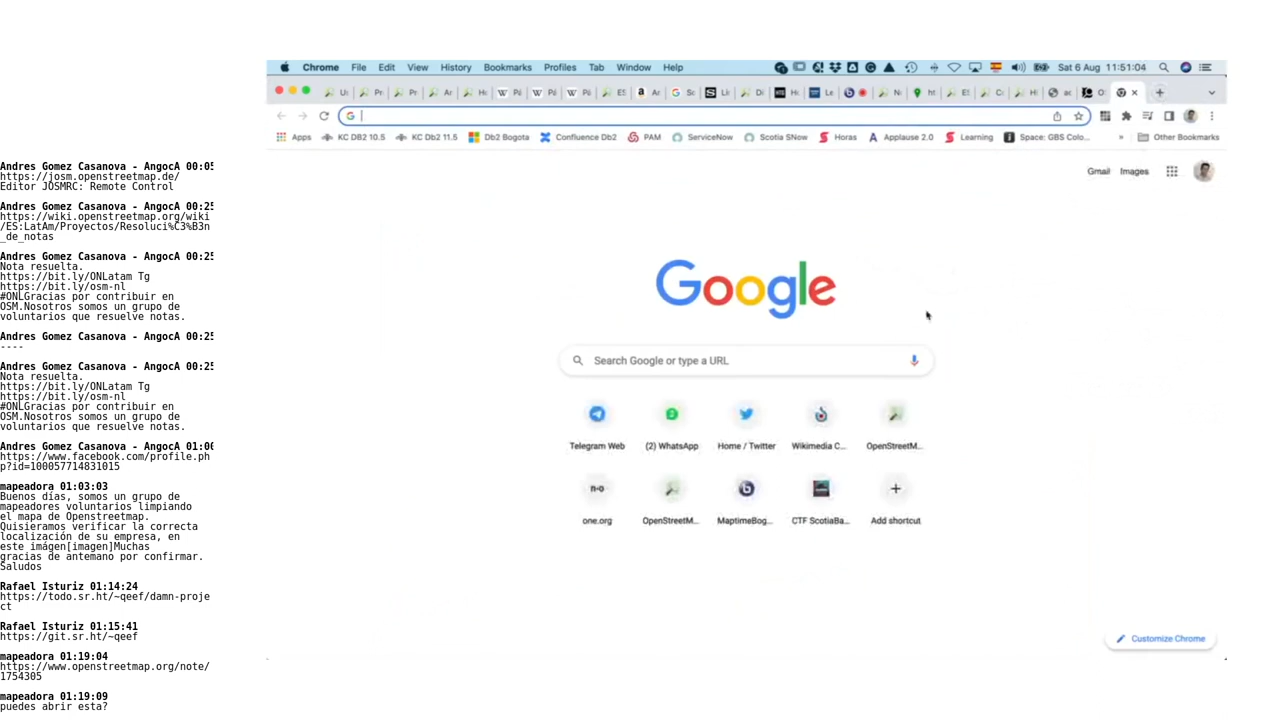 Andres Gomez Casanova - AngocA 00:05
https://josm.openstreetmap.de/
Editor JOSMRC: Remote Control
Andres Gomez Casanova - AngocA 00:25
https://wiki.openstreetmap.org/wiki
/ES:LatAm/Proyectos/Resoluci%C3%B3n
_de_notas
Andres Gomez Casanova - AngocA 00:25
Nota resuelta.
https://bit.ly/ONLatam Tg
https://bit.ly/osm-nl
#ONLGracias por contribuir en
OSM.Nosotros somos un grupo de
voluntarios que resuelve notas.
Andres Gomez Casanova - AngocA 00:25
----
Andres Gomez Casanova - AngocA 00:25
Nota resuelta.
https://bit.ly/ONLatam Tg
https://bit.ly/osm-nl
#ONLGracias por contribuir en
OSM.Nosotros somos un grupo de
voluntarios que resuelve notas.
Andres Gomez Casanova - AngocA 01:00
https://www.facebook.com/profile.ph
p?id=100057714831015
mapeadora 01:03:03
Buenos días, somos un grupo de
mapeadores voluntarios limpiando
el mapa de Openstreetmap.
Quisieramos verificar la correcta
localización de su empresa, en
este imágen[imagen]Muchas
gracias de antemano por confirmar.
Saludos
Rafael Isturiz 01:14:24
https://todo.sr.ht/~qeef/damn-proje
ct
Rafael Isturiz 01:15:41
https://git.sr.ht/~qeef
mapeadora 01:19:04
https://www.openstreetmap.org/note/
1754305
mapeadora 01:19:09
puedes abrir esta?
Chrome File Edit View History Bookmarks Profiles Tab Window Help Sat 6 Aug 11:51:04
Apps KC DB2 10.5 KC Db2 11.5 Db2 Bogota Confluence Db2 PAM ServiceNow Scotia SNow Horas Applause 2.0 Learning Space: GBS Colo... » Other Bookmarks
Gmail Images
Google
Search Google or type a URL
Telegram Web (2) WhatsApp Home / Twitter Wikimedia C... OpenStreetM...
one.org OpenStreetM... MaptimeBog... CTF ScotiaBa... Add shortcut
Customize Chrome